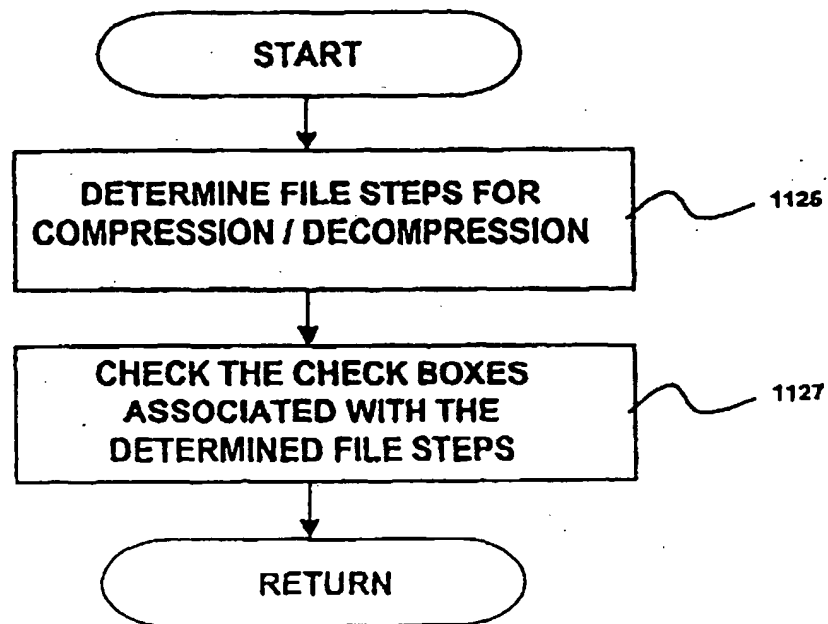 START
DETERMINE FILE STEPS FOR
COMPRESSION / DECOMPRESSION
1126
CHECK THE CHECK BOXES
ASSOCIATED WITH THE
DETERMINED FILE STEPS
1127
RETURN